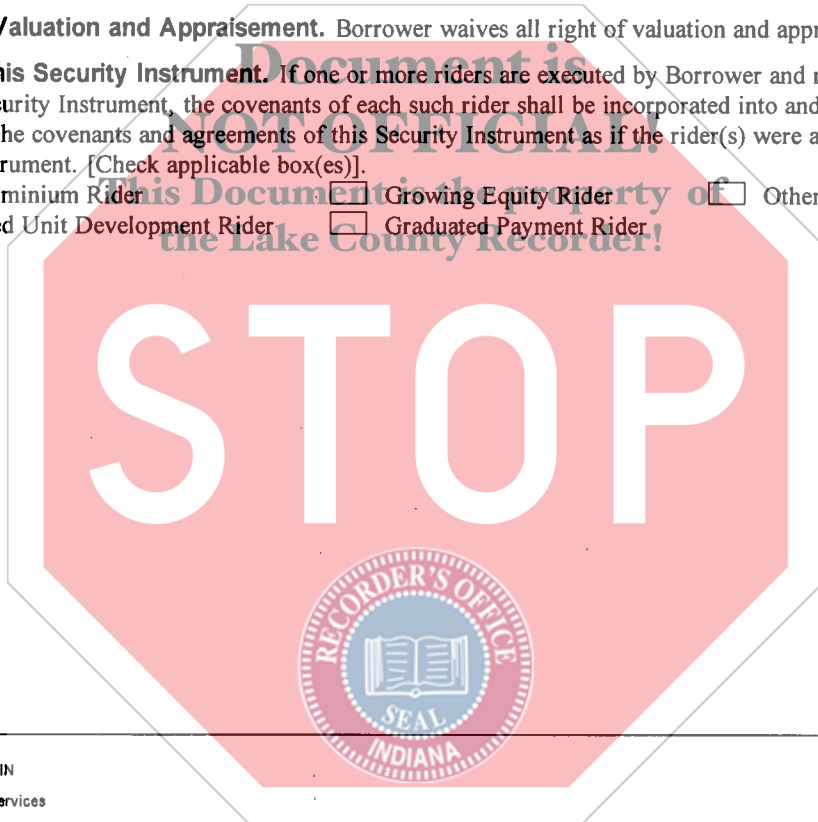 Valuation and Appraisement. Borrower waives all right of valuation and appr
Document is
his Security Instrument. If one or more riders are executed by Borrower and r
curity Instrument, the covenants of each such rider shall be incorporated into and
NOT OFFICIAL!
he covenants and agreements of this Security Instrument as if the rider(s) were a
rument. [Check applicable box(es)].
This Document is the property of
minium Rider Growing Equity Rider Other
ed Unit Development Rider Graduated Payment Rider
the Lake County Recorder!
STOP
RECORDER'S OFFICE
SEAL
INDIANA
IN
ervices